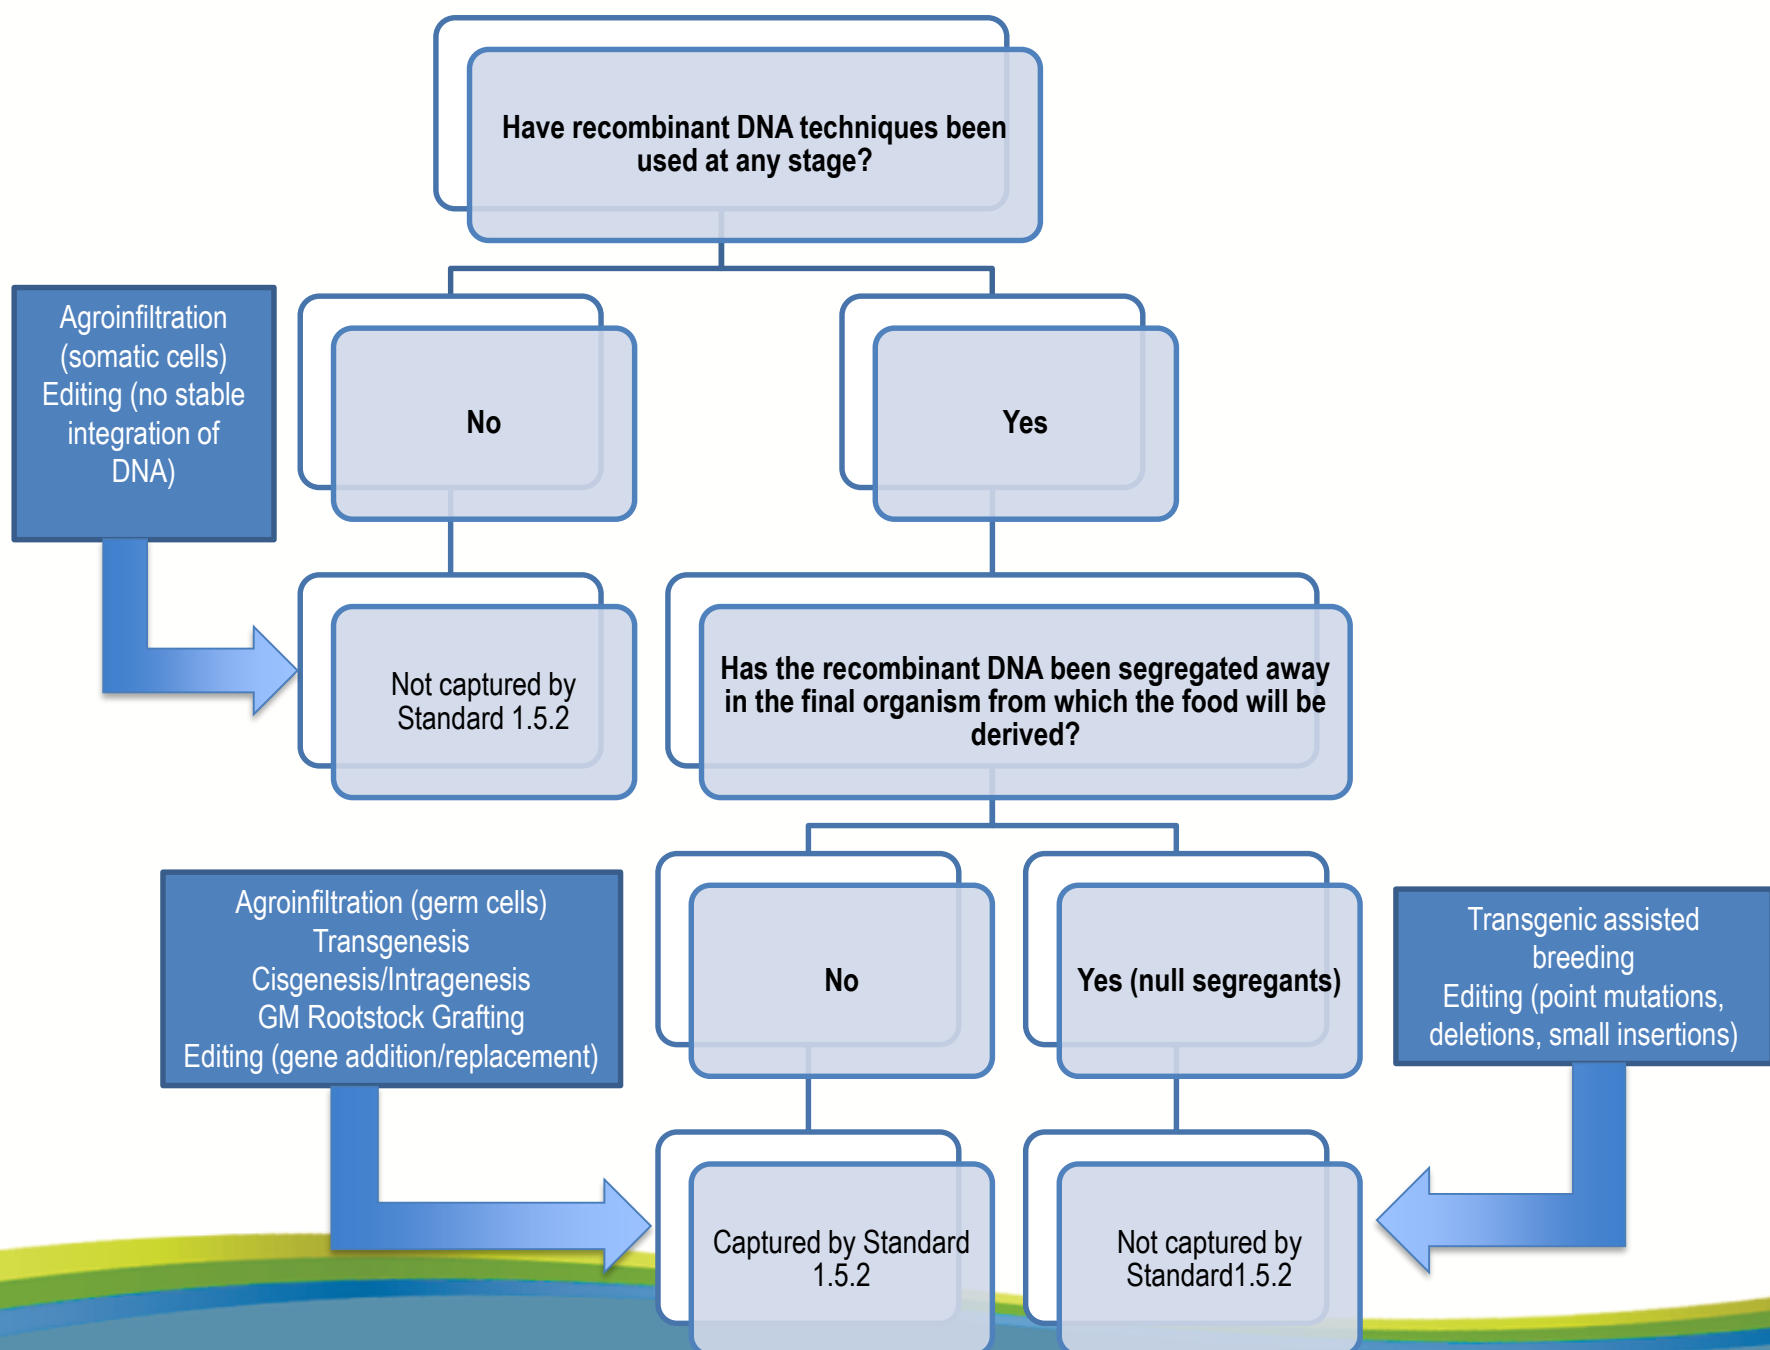 Have recombinant DNA techniques been
used at any stage?
Agroinfiltration
(somatic cells)
Editing (no stable
integration of
DNA)
No
Yes
Not captured by
Standard 1.5.2
Has the recombinant DNA been segregated away
in the final organism from which the food will be
derived?
Agroinfiltration (germ cells)
Transgenesis
Cisgenesis/Intragenesis
GM Rootstock Grafting
Editing (gene addition/replacement)
No
Yes (null segregants)
Transgenic assisted
breeding
Editing (point mutations,
deletions, small insertions)
Captured by Standard
1.5.2
Not captured by
Standard1.5.2